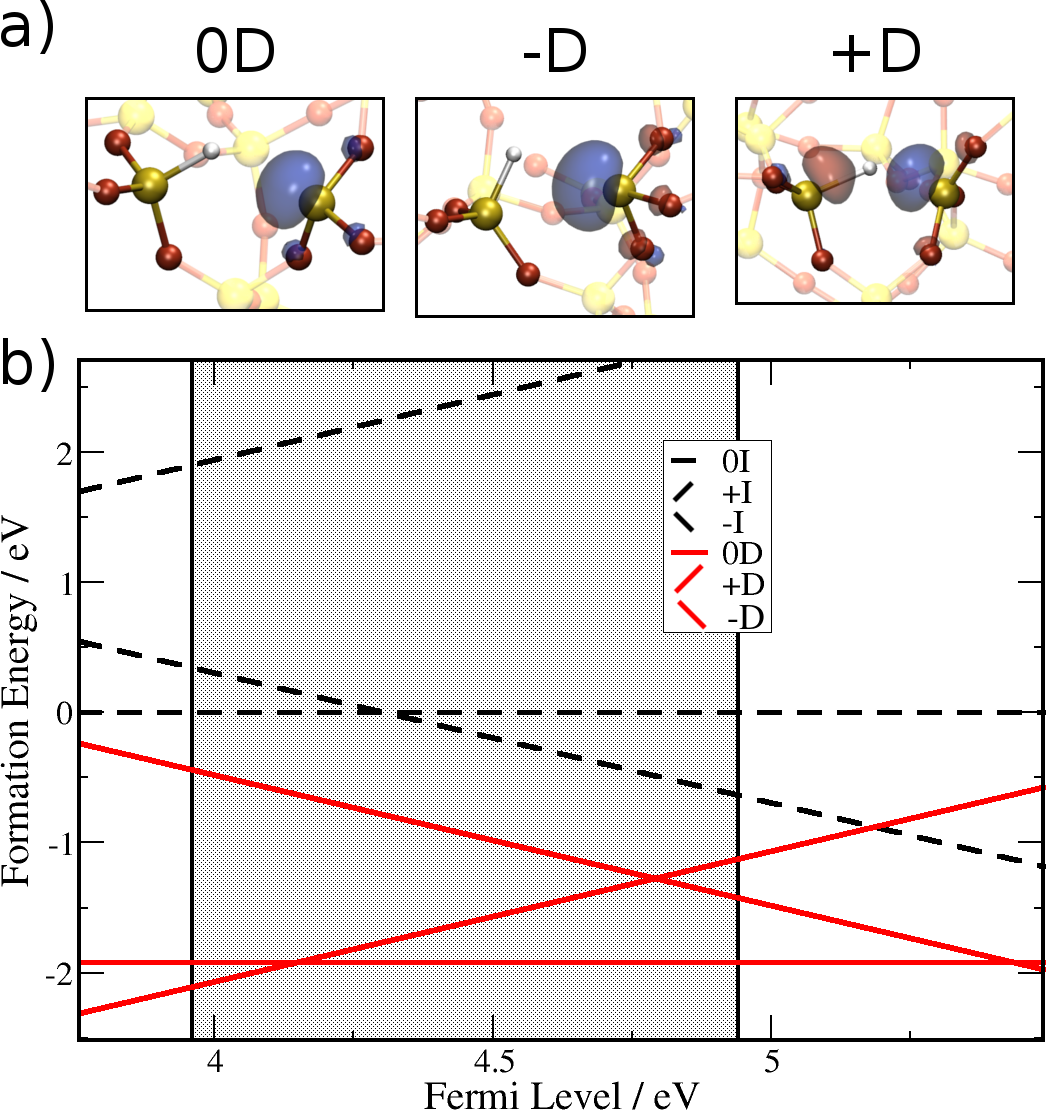 a)
0D -D +D
b)
Formation Energy / eV
2
1
0
-1
-2
0I
+I
-I
0D
+D
-D
4 4.5 5
Fermi Level / eV